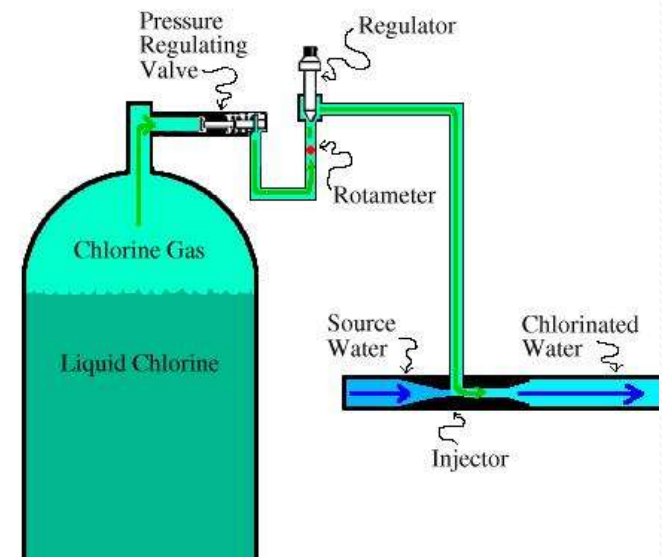 Pressure
Regulating
Valve
Regulator
Rotameter
Chlorine Gas
Liquid Chlorine
Source
Water
Chlorinated
Water
Injector